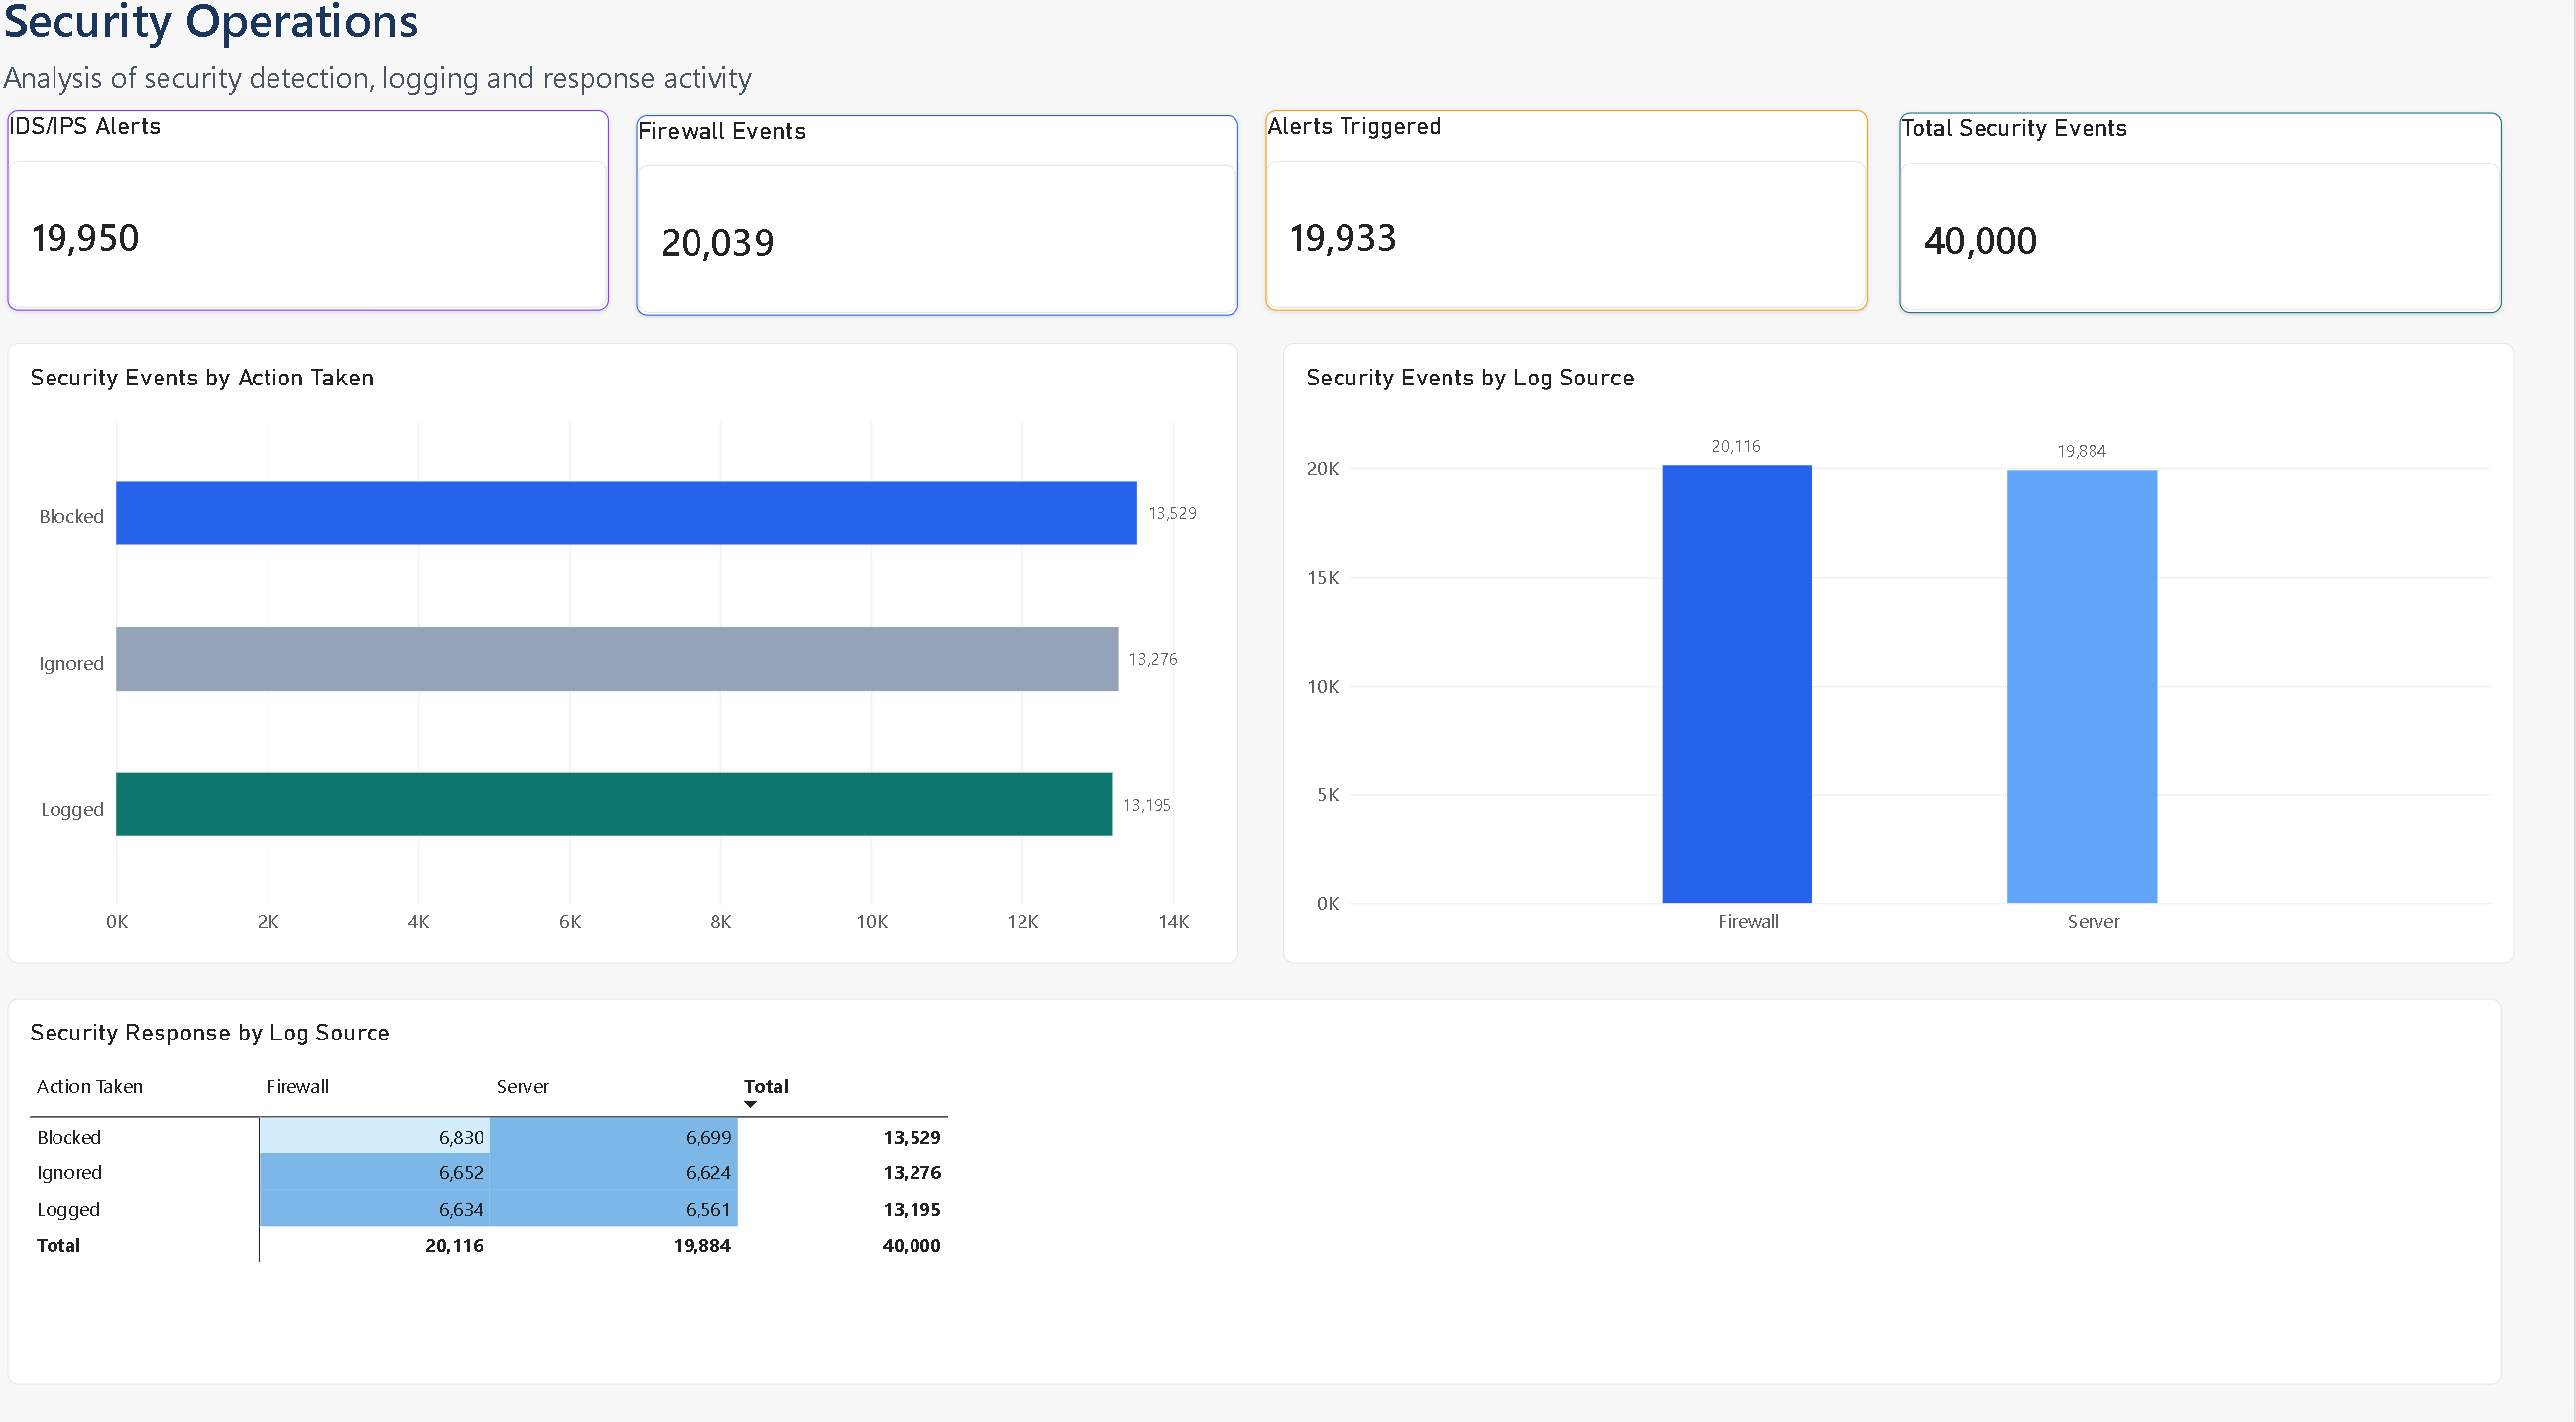 Security Operations
Analysis of security detection, logging and response activity
IDS/IPS Alerts
19,950
Firewall Events
20,039
Alerts Triggered
19,933
Total Security Events
40,000
Security Events by Action Taken
Blocked
13,529
Ignored
13,276
Logged
13,195
0K 2K 4K 6K 8K 10K 12K 14K
Security Events by Log Source
20K
15K
10K
5K
0K
20,116
19,884
Firewall Server
Security Response by Log Source
Action Taken Firewall Server Total
Blocked 6,830 6,699 13,529
Ignored 6,652 6,624 13,276
Logged 6,634 6,561 13,195
Total 20,116 19,884 40,000